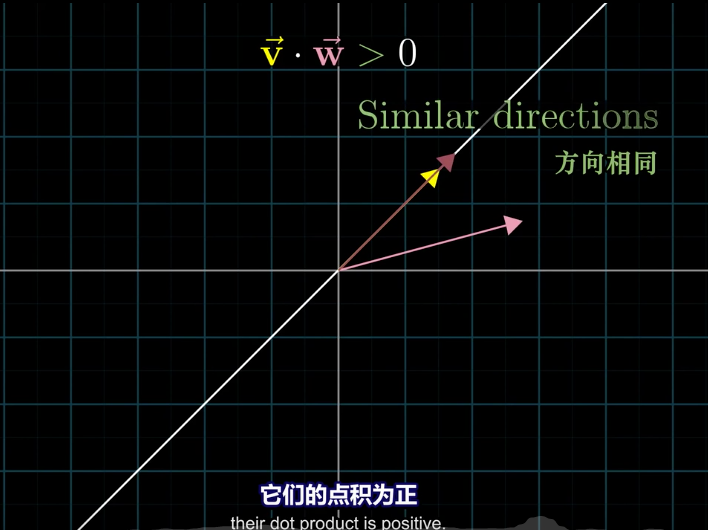 v⃗ · w⃗ > 0
Similar directions
方向相同
它们的点积为正
their dot product is positive.